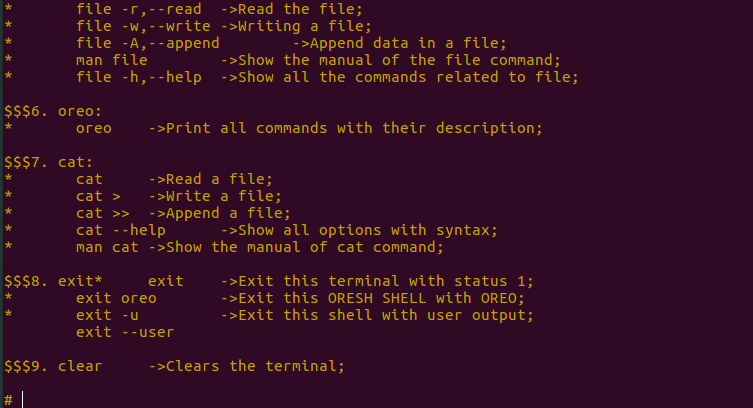 *       file -r,--read  ->Read the file;
*       file -w,--write ->Writing a file;
*       file -A,--append        ->Append data in a file;
*       man file        ->Show the manual of the file command;
*       file -h,--help  ->Show all the commands related to file;
$$$6. oreo:
*       oreo    ->Print all commands with their description;
$$$7. cat:
*       cat     ->Read a file;
*       cat >   ->Write a file;
*       cat >>  ->Append a file;
*       cat --help      ->Show all options with syntax;
*       man cat ->Show the manual of cat command;
$$$8. exit*     exit    ->Exit this terminal with status 1;
*       exit oreo       ->Exit this ORESH SHELL with OREO;
*       exit -u         ->Exit this shell with user output;
        exit --user
$$$9. clear     ->Clears the terminal;
#